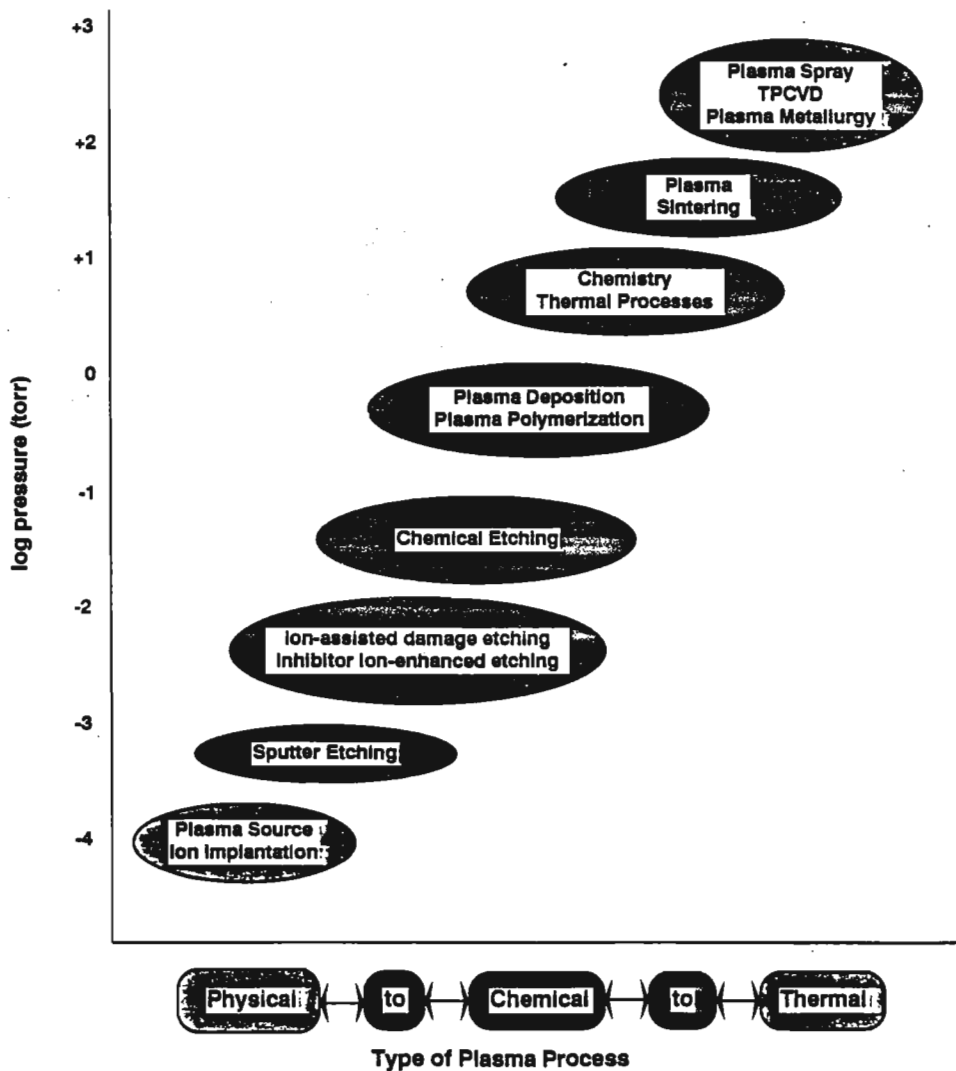 +3
Plasma Spray
TPCVD
Plasma Metallurgy
+2
Plasma
Sintering
+1
Chemistry
Thermal Processes
0
Plasma Deposition
Plasma Polymerization
log pressure (torr)
-1
Chemical Etching
-2
Ion-assisted damage etching
Inhibitor Ion-enhanced etching
-3
Sputter Etching
-4
Plasma Source
Ion Implantation
Physical to Chemical to Thermal
Type of Plasma Process